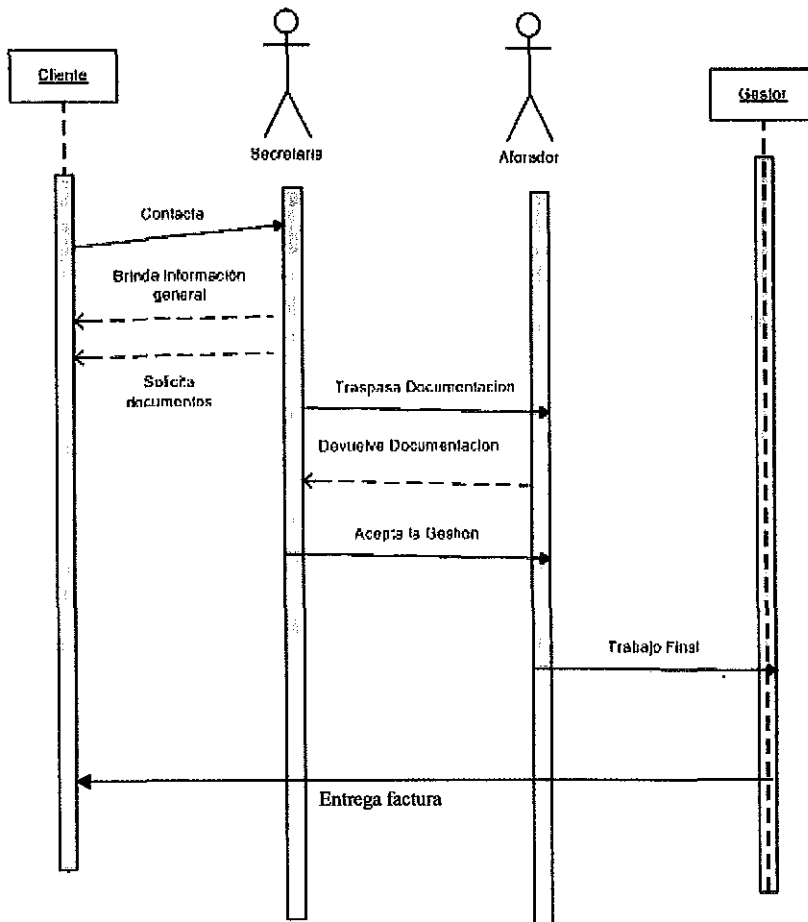 Cliente
Secretaria
Aforador
Gestor
Contacta
Brinda Información
general
Solicita
documentos
Traspasa Documentacion
Devuelve Documentacion
Acepta la Gestion
Trabajo Final
Entrega factura